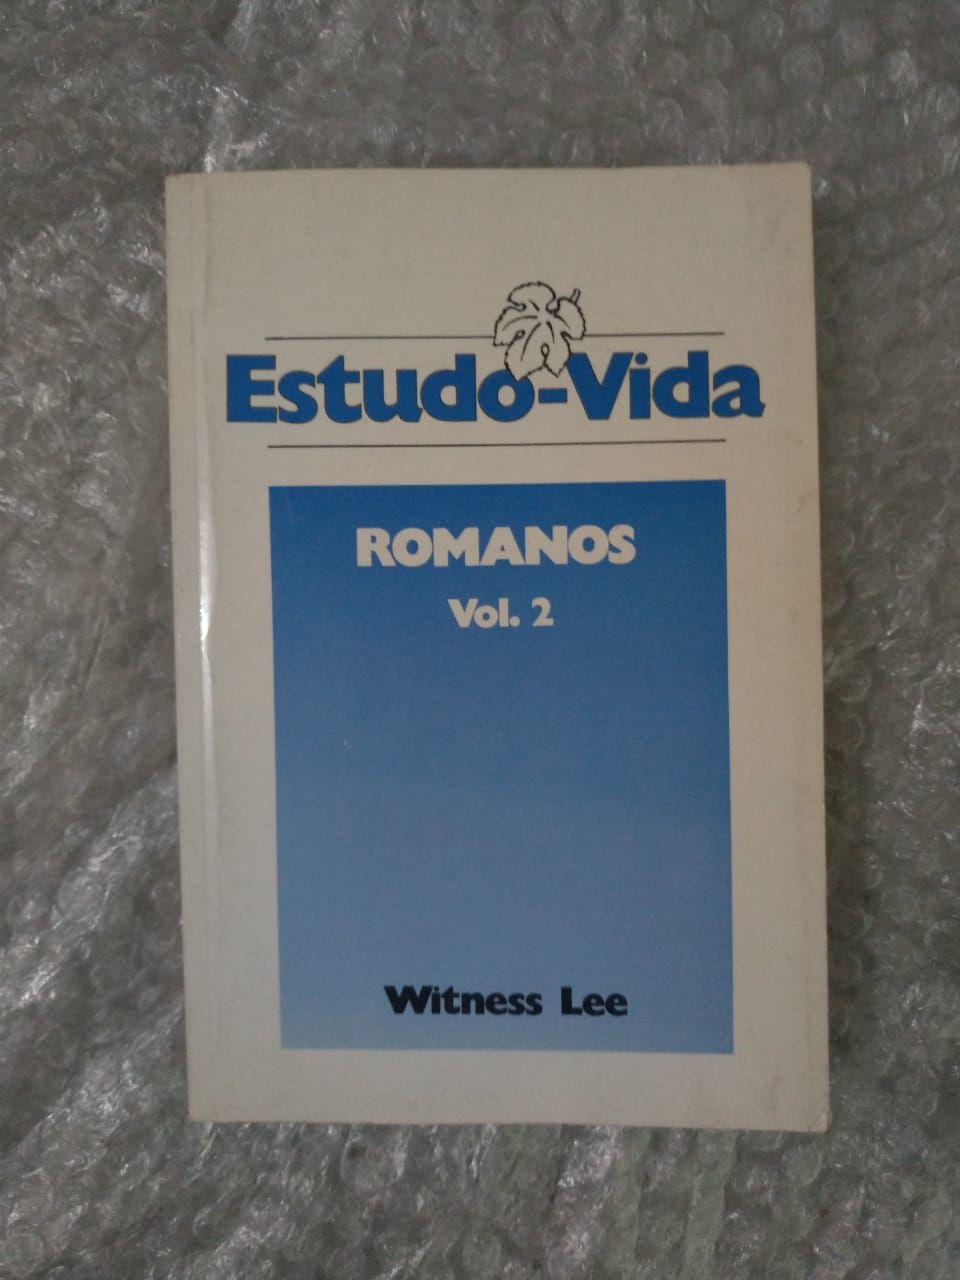 Estudo-Vida
ROMANOS
Vol. 2
Witness Lee